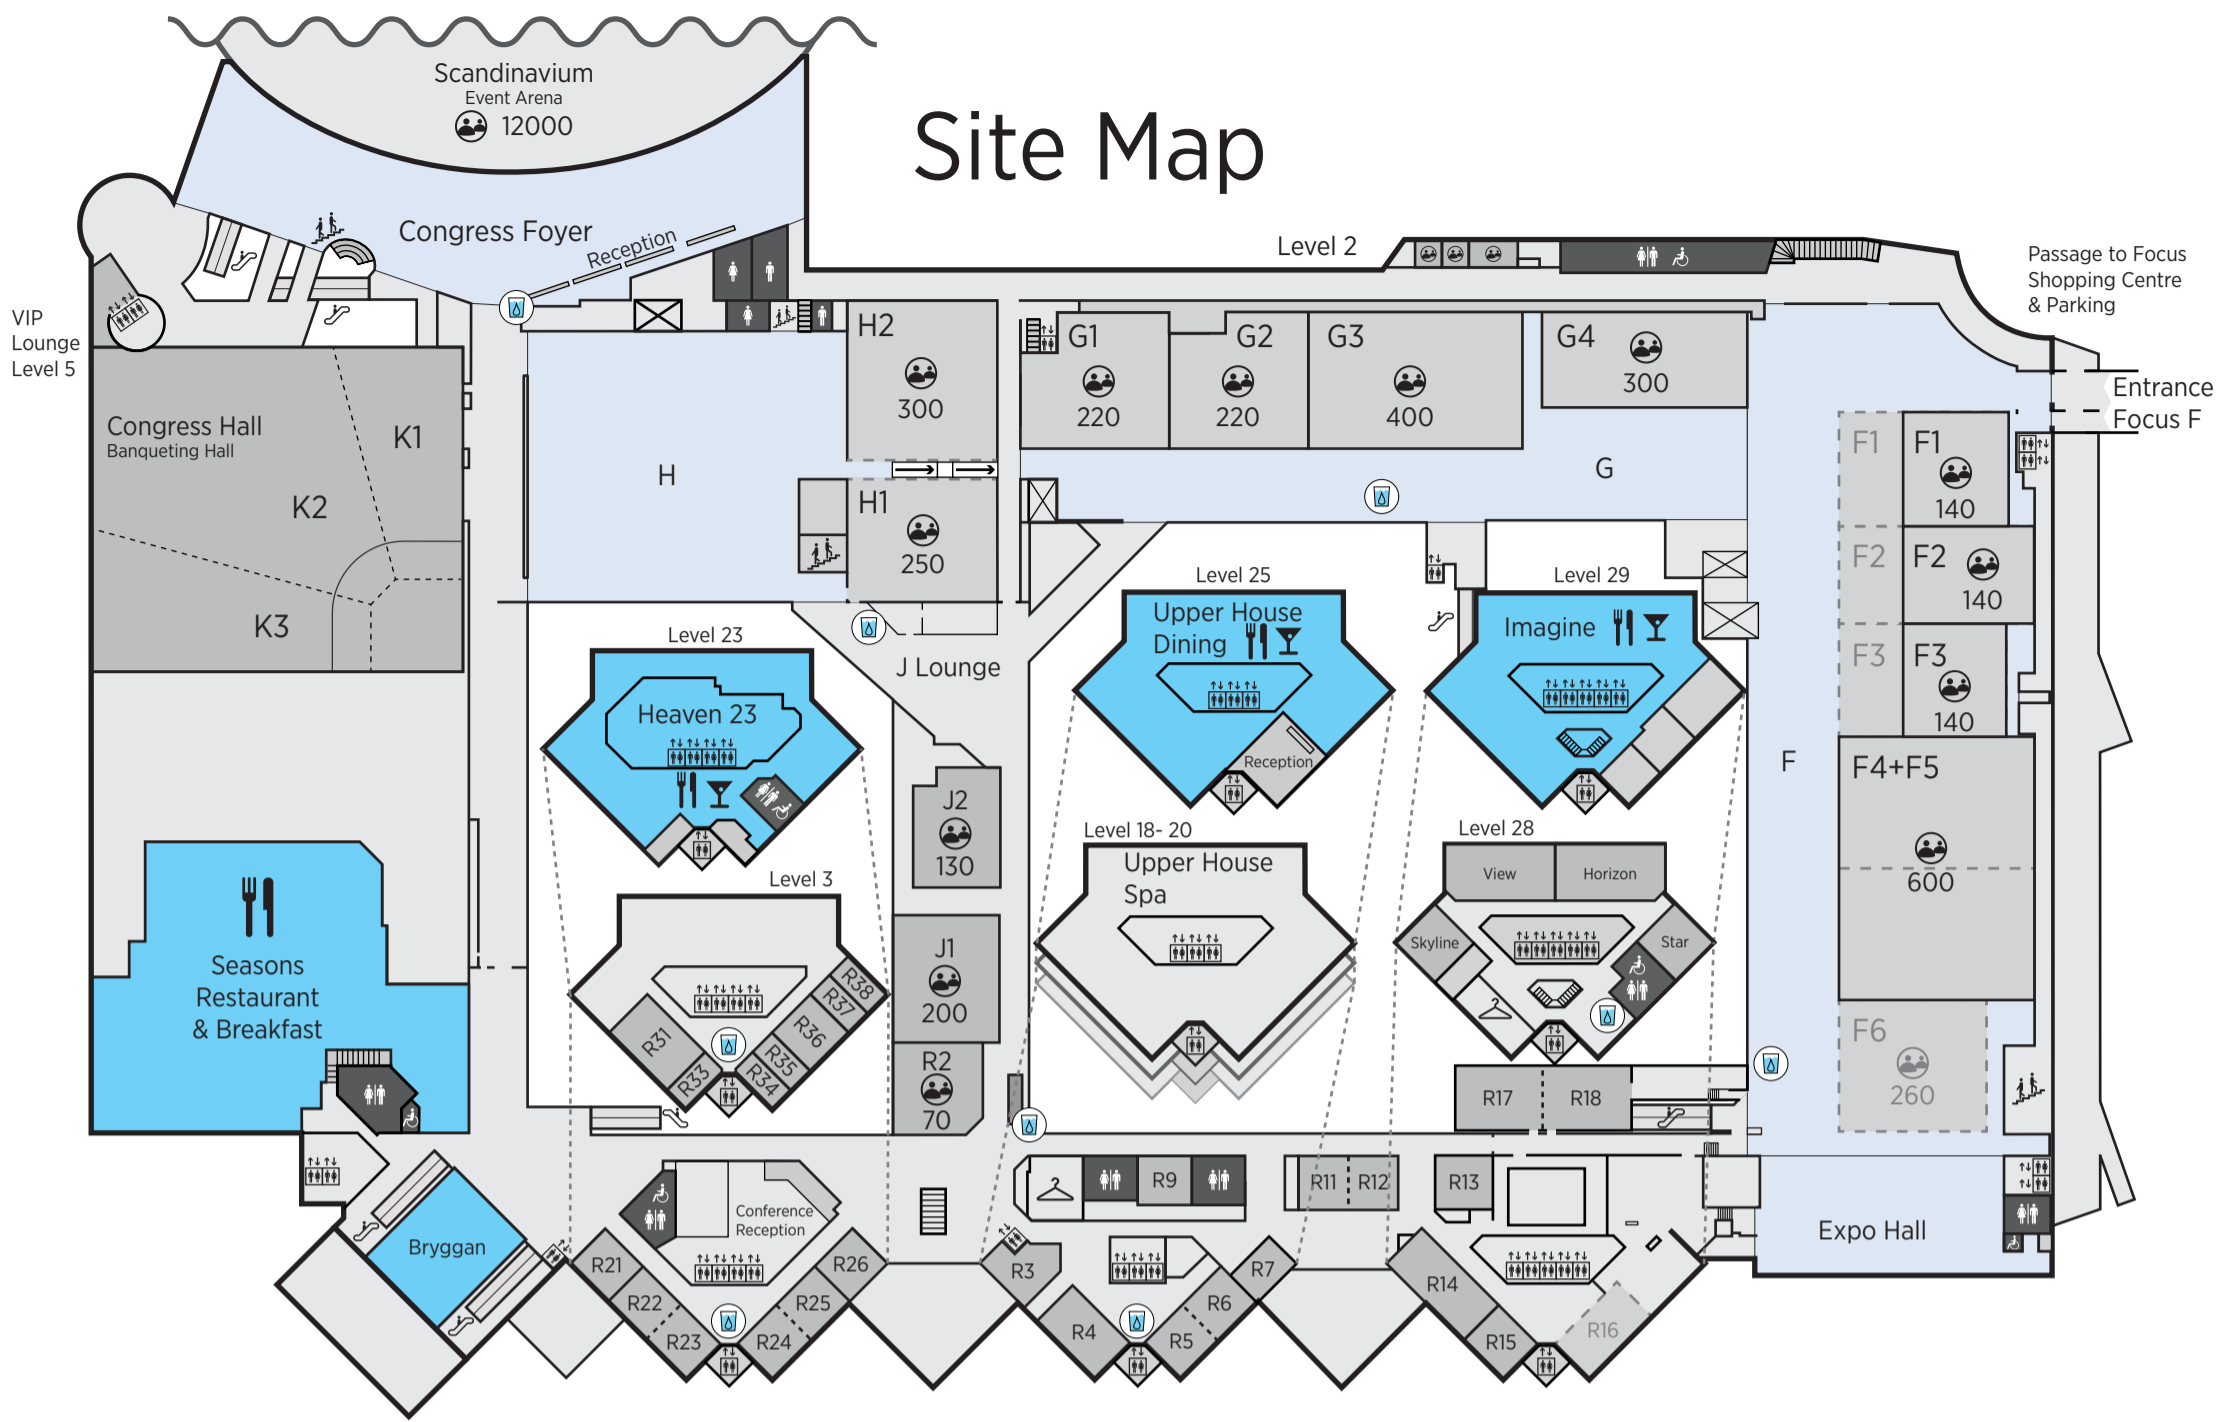 Site Map
Scandinavium
Event Arena
12000
Congress Foyer
Reception
Level 2
Passage to Focus
Shopping Centre
& Parking
VIP
Lounge
Level 5
Entrance
Focus F
Congress Hall
Banqueting Hall
K1
K2
K3
H
H2
300
H1
250
G1
220
G2
220
G3
400
G4
300
G
F1
F1
140
F2
F2
140
F3
F3
140
F
F4+F5
600
F6
260
Expo Hall
Level 23
Heaven 23
J Lounge
Level 25
Upper House
Dining
Reception
Level 29
Imagine
J2
130
J1
200
R2
70
Level 3
R31
R33
R34
R35
R36
R37
R38
Level 18- 20
Upper House
Spa
Level 28
View
Horizon
Skyline
Star
Seasons
Restaurant
& Breakfast
Bryggan
Conference
Reception
R17
R18
R9
R11
R12
R13
R21
R22
R23
R24
R25
R26
R3
R4
R5
R6
R7
R14
R15
R16